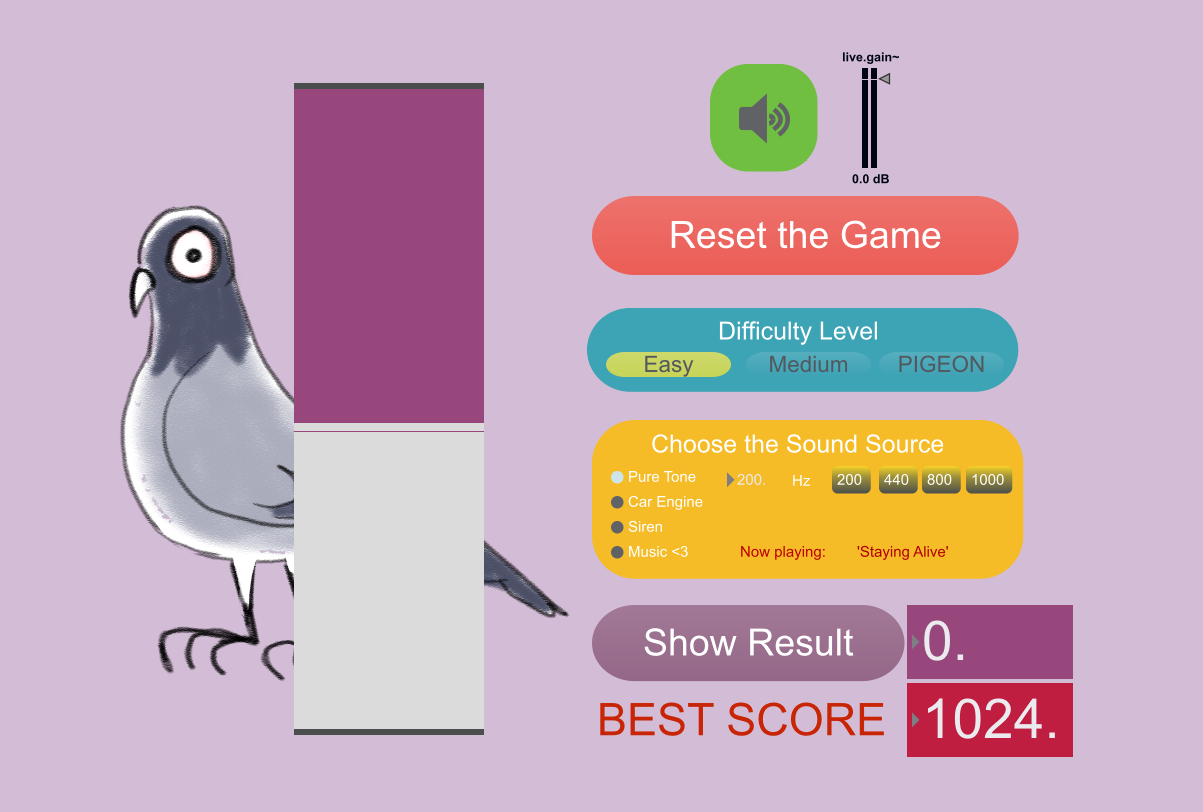 live.gain~
0.0 dB
Reset the Game
Difficulty Level
Easy Medium PIGEON
Choose the Sound Source
Pure Tone 200. Hz 200 440 800 1000
Car Engine
Siren
Music <3 Now playing: 'Staying Alive'
Show Result 0.
BEST SCORE 1024.